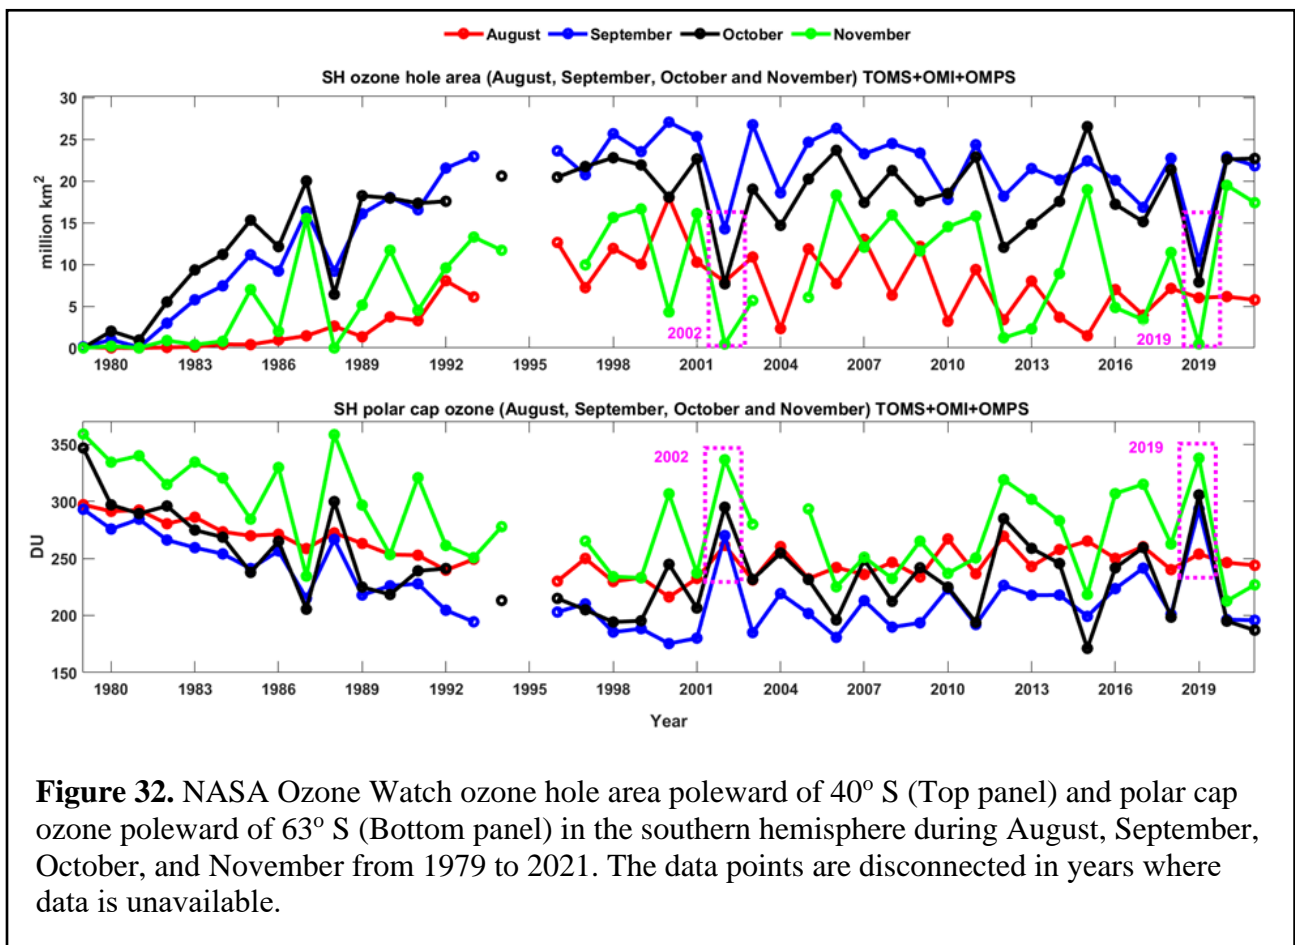 August September October November
SH ozone hole area (August, September, October and November) TOMS+OMI+OMPS
million km2
30
25
20
15
10
5
0
2002
2019
1980 1983 1986 1989 1992 1995 1998 2001 2004 2007 2010 2013 2016 2019
SH polar cap ozone (August, September, October and November) TOMS+OMI+OMPS
DU
350
300
250
200
150
2002
2019
1980 1983 1986 1989 1992 1995 1998 2001 2004 2007 2010 2013 2016 2019
Year
Figure 32. NASA Ozone Watch ozone hole area poleward of 40o S (Top panel) and polar cap
ozone poleward of 63o S (Bottom panel) in the southern hemisphere during August, September,
October, and November from 1979 to 2021. The data points are disconnected in years where
data is unavailable.